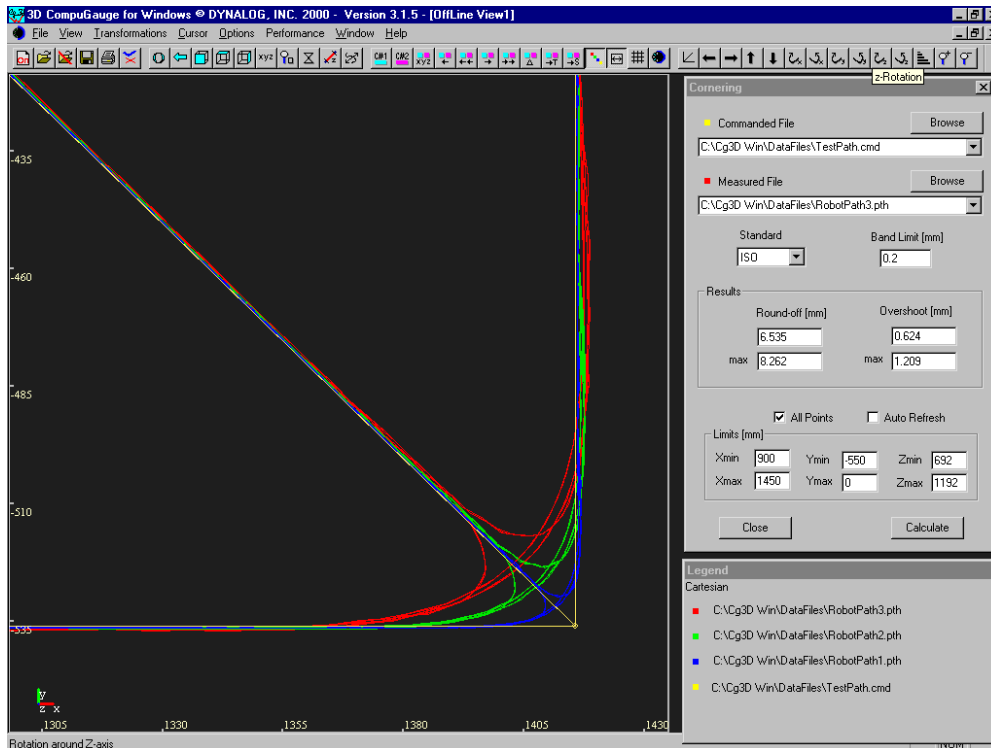 3D CompuGauge for Windows © DYNALOG, INC. 2000 - Version 3.1.5 - [OffLine View1]
File View Transformations Cursor Options Performance Window Help
xyz CM1 CM2 xyz
z-Rotation
Cornering
Commanded File Browse
C:\Cg3D Win\DataFiles\TestPath.cmd
Measured File Browse
C:\Cg3D Win\DataFiles\RobotPath3.pth
Standard Band Limit [mm]
ISO 0.2
Results
Round-off [mm] Overshoot [mm]
6.535 0.624
max 8.262 max 1.209
All Points Auto Refresh
Limits [mm]
Xmin 900 Ymin -550 Zmin 692
Xmax 1450 Ymax 0 Zmax 1192
Close Calculate
Legend
Cartesian
C:\Cg3D Win\DataFiles\RobotPath3.pth
C:\Cg3D Win\DataFiles\RobotPath2.pth
C:\Cg3D Win\DataFiles\RobotPath1.pth
C:\Cg3D Win\DataFiles\TestPath.cmd
-435
-460
-485
-510
-535
y
z x
1305 1330 1355 1380 1405 1430
Rotation around Z-axis NUM